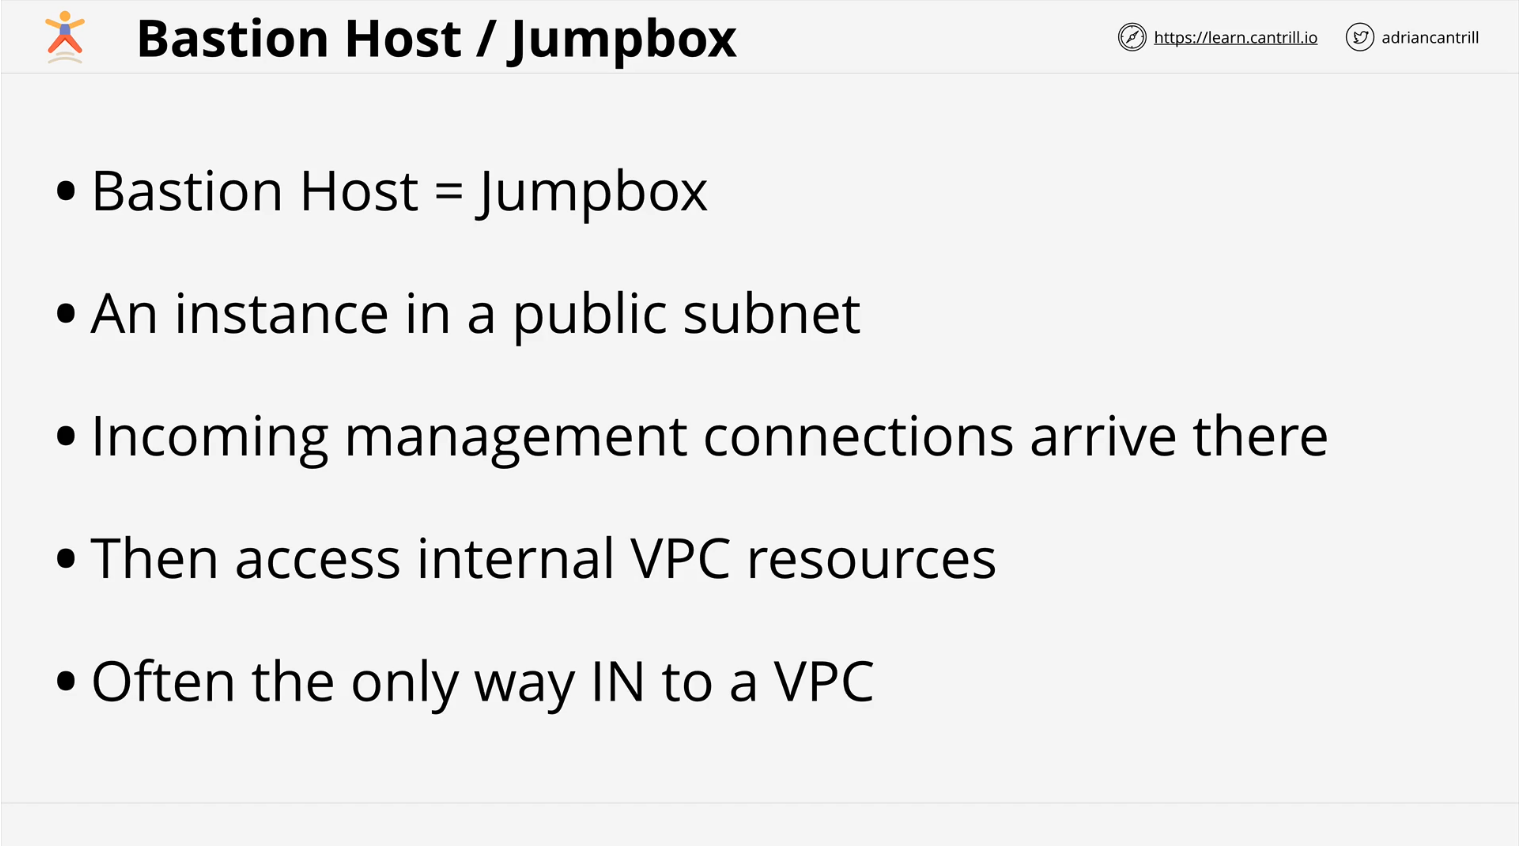 Bastion Host / Jumpbox
https://learn.cantrill.io
adriancantrill
• Bastion Host = Jumpbox
• An instance in a public subnet
• Incoming management connections arrive there
• Then access internal VPC resources
• Often the only way IN to a VPC